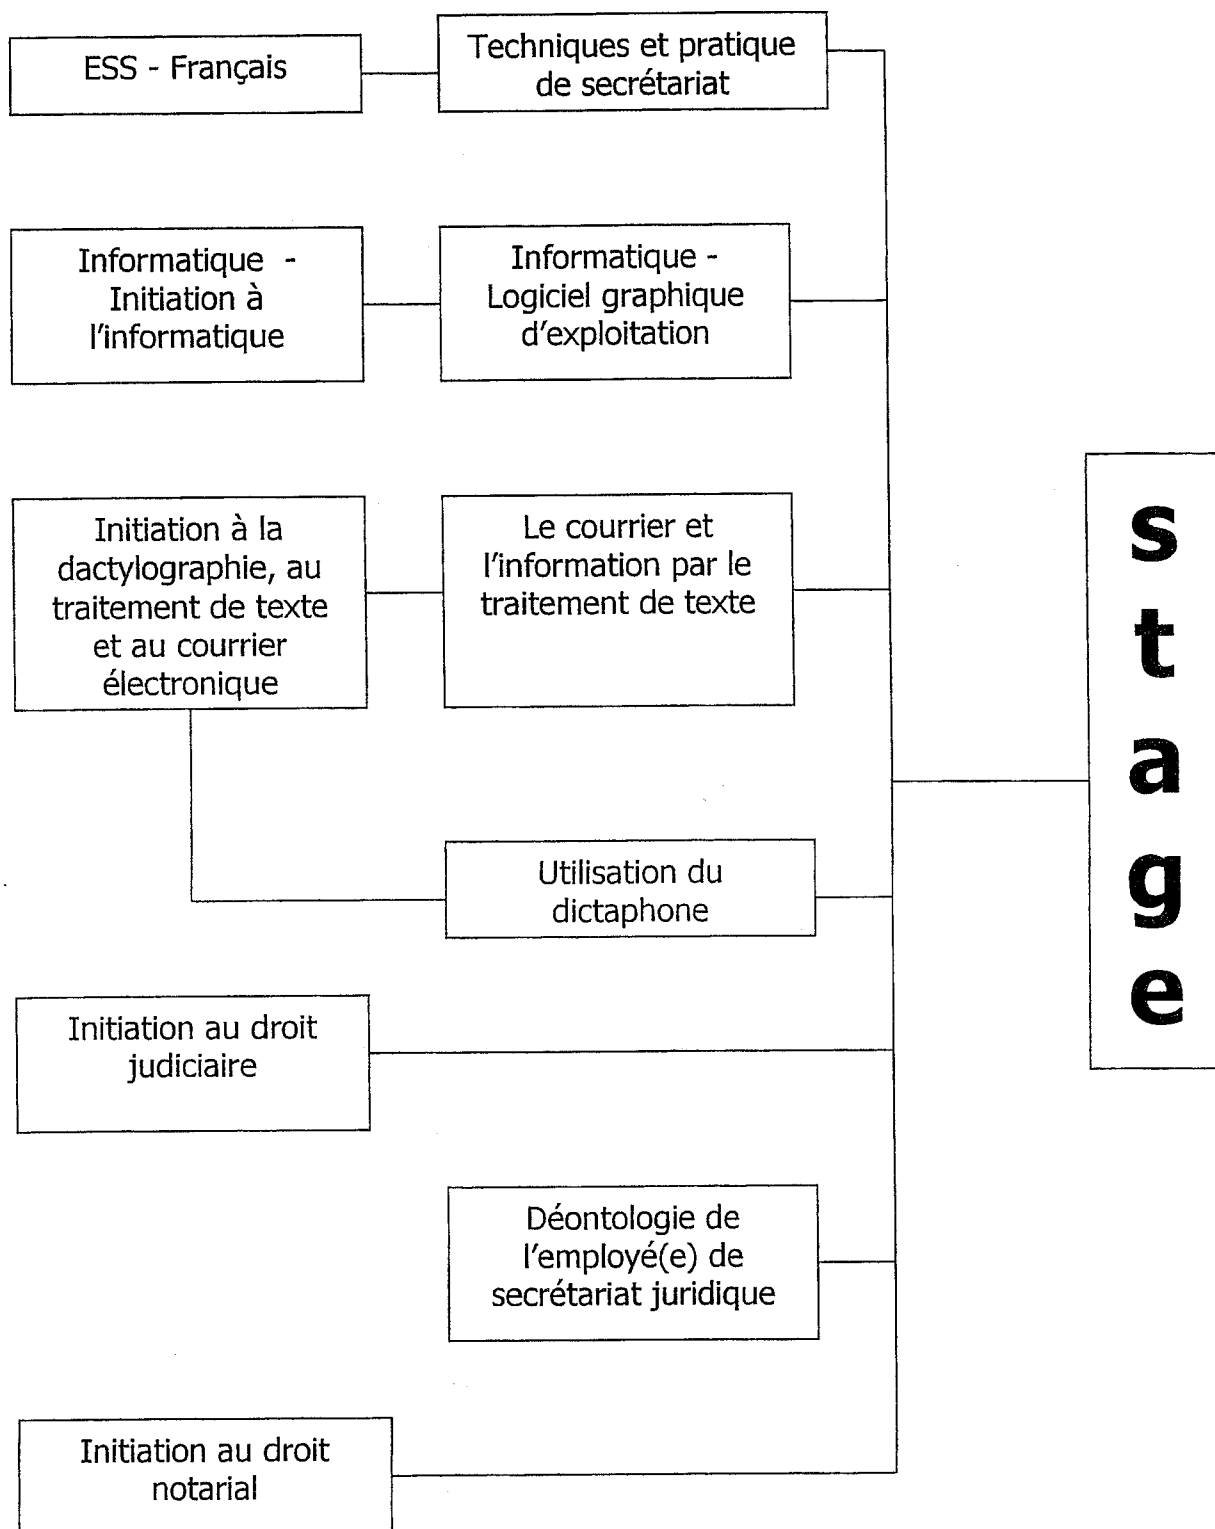 ESS - Français
Techniques et pratique
de secrétariat
Informatique -
Initiation à
l'informatique
Informatique -
Logiciel graphique
d'exploitation
Initiation à la
dactylographie, au
traitement de texte
et au courrier
électronique
Le courrier et
l'information par le
traitement de texte
Utilisation du
dictaphone
Initiation au droit
judiciaire
Déontologie de
l'employé(e) de
secrétariat juridique
Initiation au droit
notarial
s
t
a
g
e